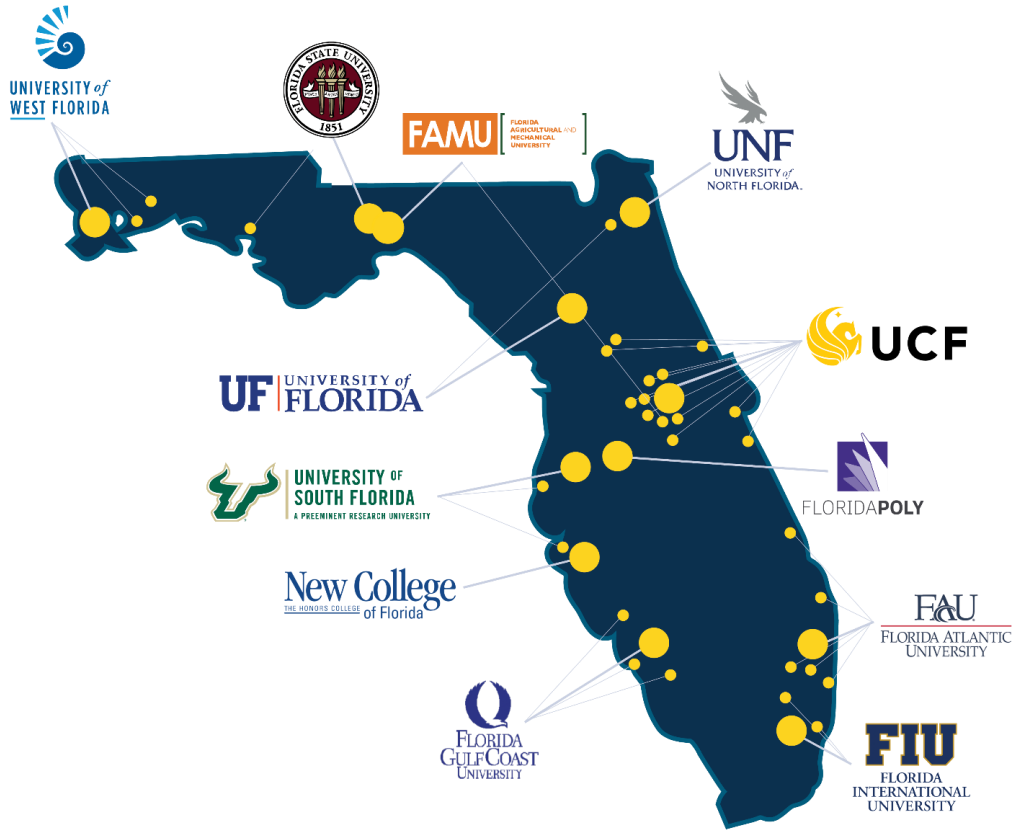 UNIVERSITY of
WEST FLORIDA
FLORIDA STATE UNIVERSITY
1851
FAMU
FLORIDA
AGRICULTURAL AND
MECHANICAL
UNIVERSITY
UNF
UNIVERSITY of
NORTH FLORIDA.
UCF
UF
UNIVERSITY of
FLORIDA
UNIVERSITY OF
SOUTH FLORIDA
A PREEMINENT RESEARCH UNIVERSITY
FLORIDAPOLY
New College
THE HONORS COLLEGE
of Florida
FAU
FLORIDA ATLANTIC
UNIVERSITY
FLORIDA
GULF COAST
UNIVERSITY
FIU
FLORIDA
INTERNATIONAL
UNIVERSITY